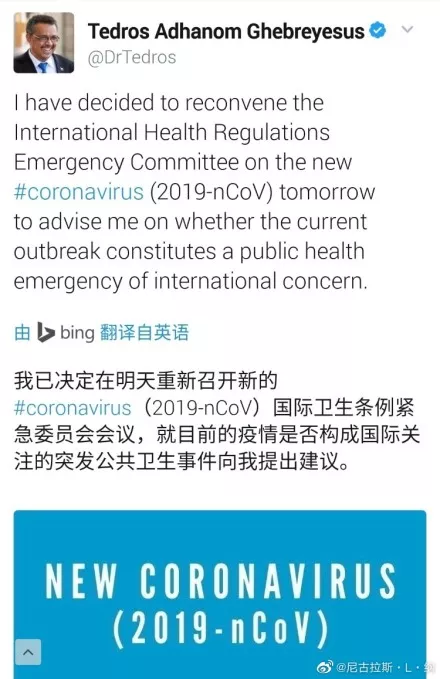 Tedros Adhanom Ghebreyesus
@DrTedros
I have decided to reconvene the
International Health Regulations
Emergency Committee on the new
#coronavirus (2019-nCoV) tomorrow
to advise me on whether the current
outbreak constitutes a public health
emergency of international concern.
由 bing 翻译自英语
我已决定在明天重新召开新的
#coronavirus（2019-nCoV）国际卫生条例紧
急委员会会议，就目前的疫情是否构成国际关
注的突发公共卫生事件向我提出建议。
NEW CORONAVIRUS
(2019-nCoV)
@尼古拉斯·L·